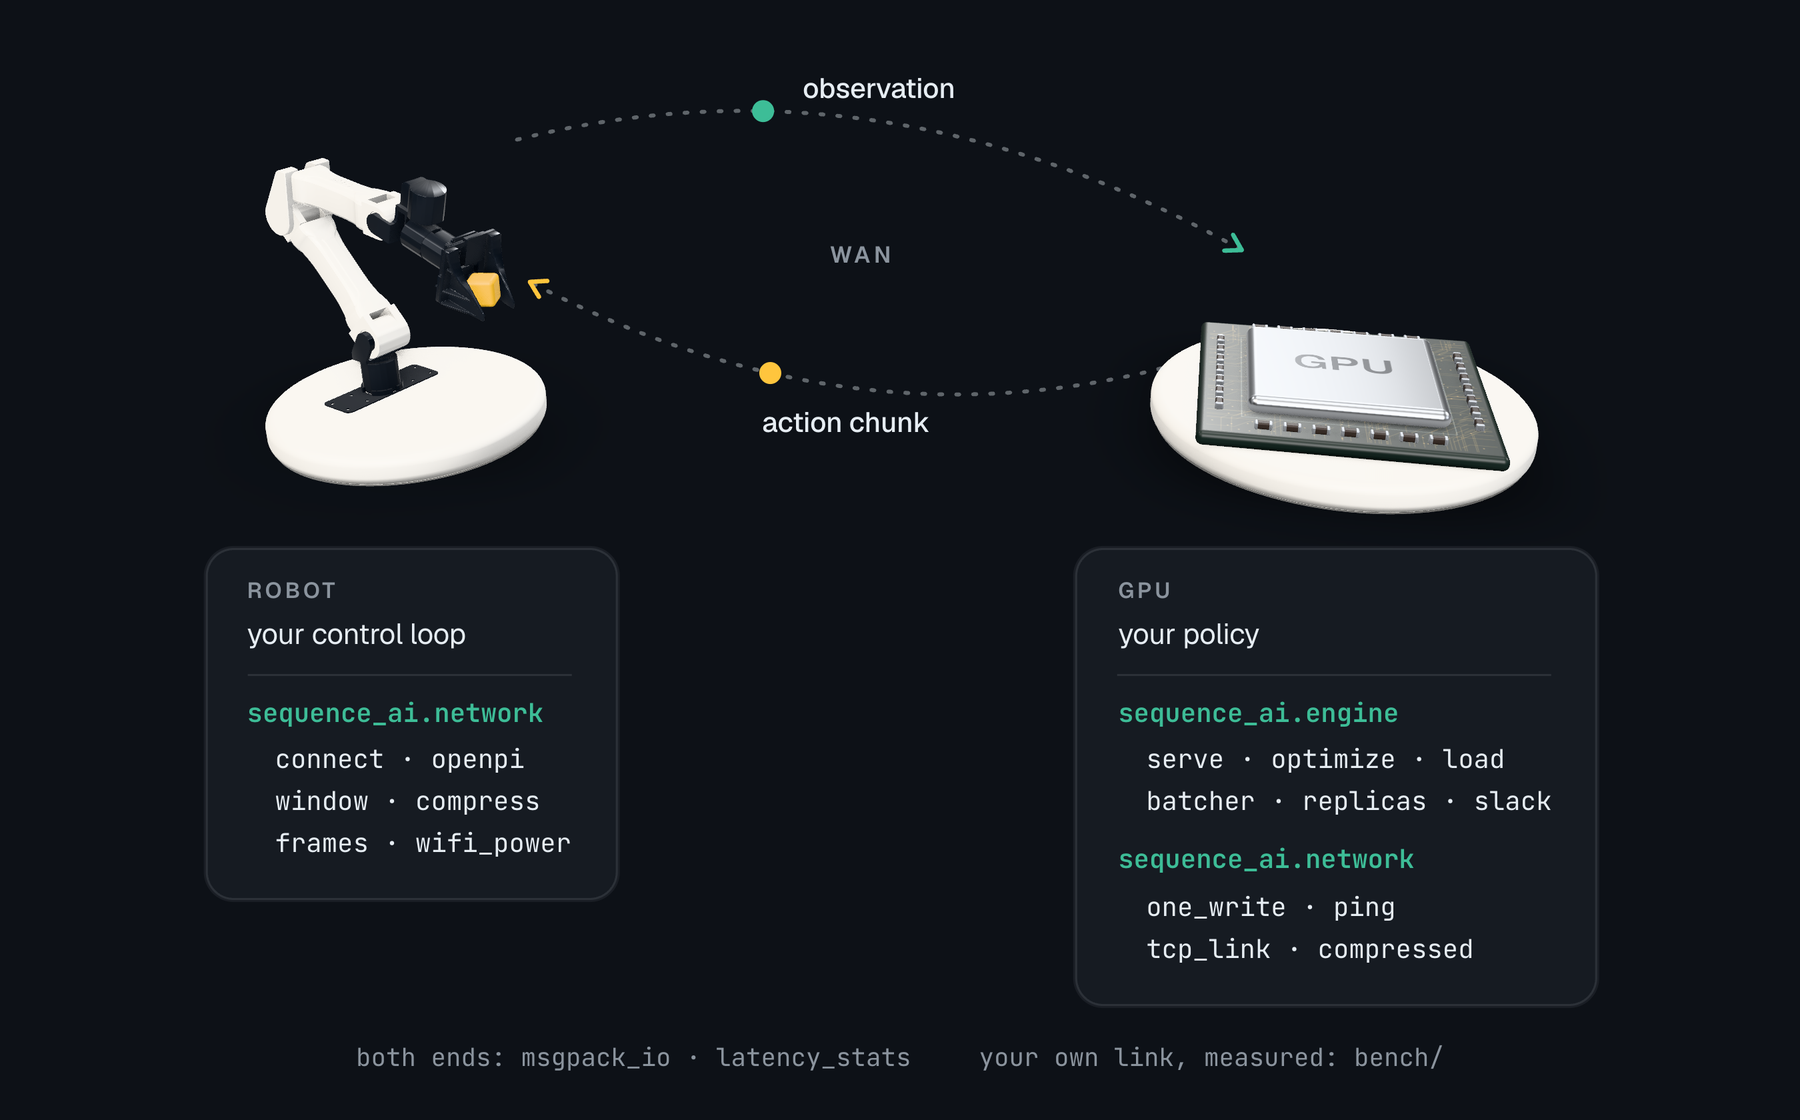 observation
WAN
GPU
action chunk
ROBOT
your control loop
sequence_ai.network
connect · openpi
window · compress
frames · wifi_power
GPU
your policy
sequence_ai.engine
serve · optimize · load
batcher · replicas · slack
sequence_ai.network
one_write · ping
tcp_link · compressed
both ends: msgpack_io · latency_stats
your own link, measured: bench/